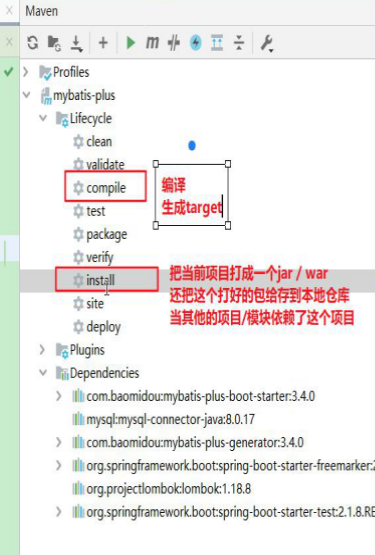 Maven
Profiles
mybatis-plus
Lifecycle
clean
validate
compile
编译
生成target
test
package
verify
install
把当前项目打成一个jar / war
还把这个打好的包给存到本地仓库
当其他的项目/模块依赖了这个项目
site
deploy
Plugins
Dependencies
com.baomidou:mybatis-plus-boot-starter:3.4.0
mysql:mysql-connector-java:8.0.17
com.baomidou:mybatis-plus-generator:3.4.0
org.springframework.boot:spring-boot-starter-freemarker:2
org.projectlombok:lombok:1.18.8
org.springframework.boot:spring-boot-starter-test:2.1.8.RE